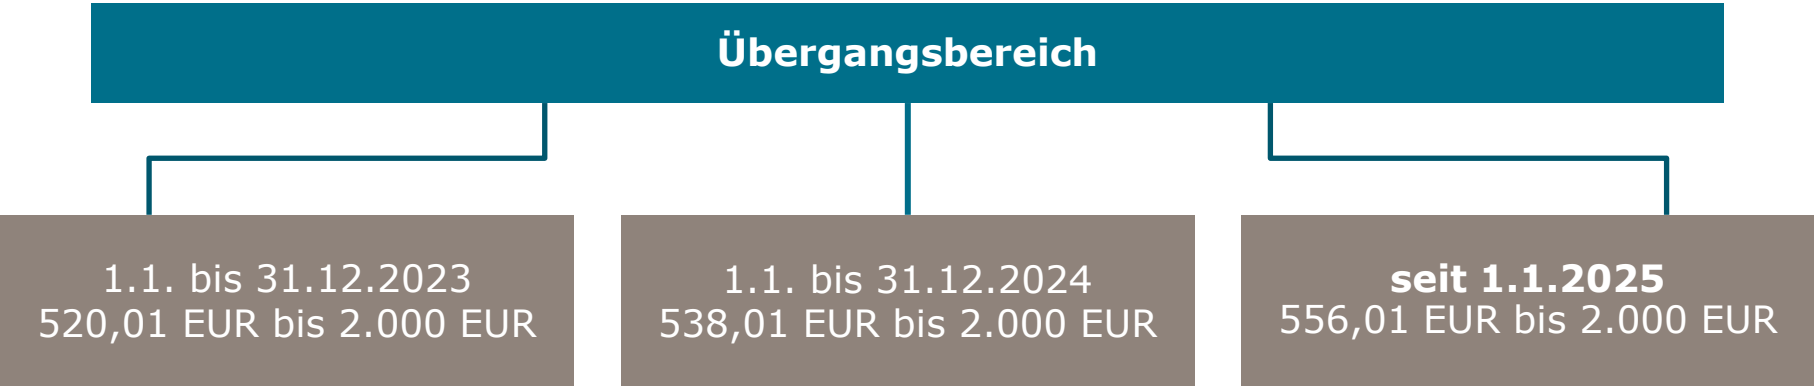 Übergangsbereich
1.1. bis 31.12.2023
520,01 EUR bis 2.000 EUR
1.1. bis 31.12.2024
538,01 EUR bis 2.000 EUR
seit 1.1.2025
556,01 EUR bis 2.000 EUR